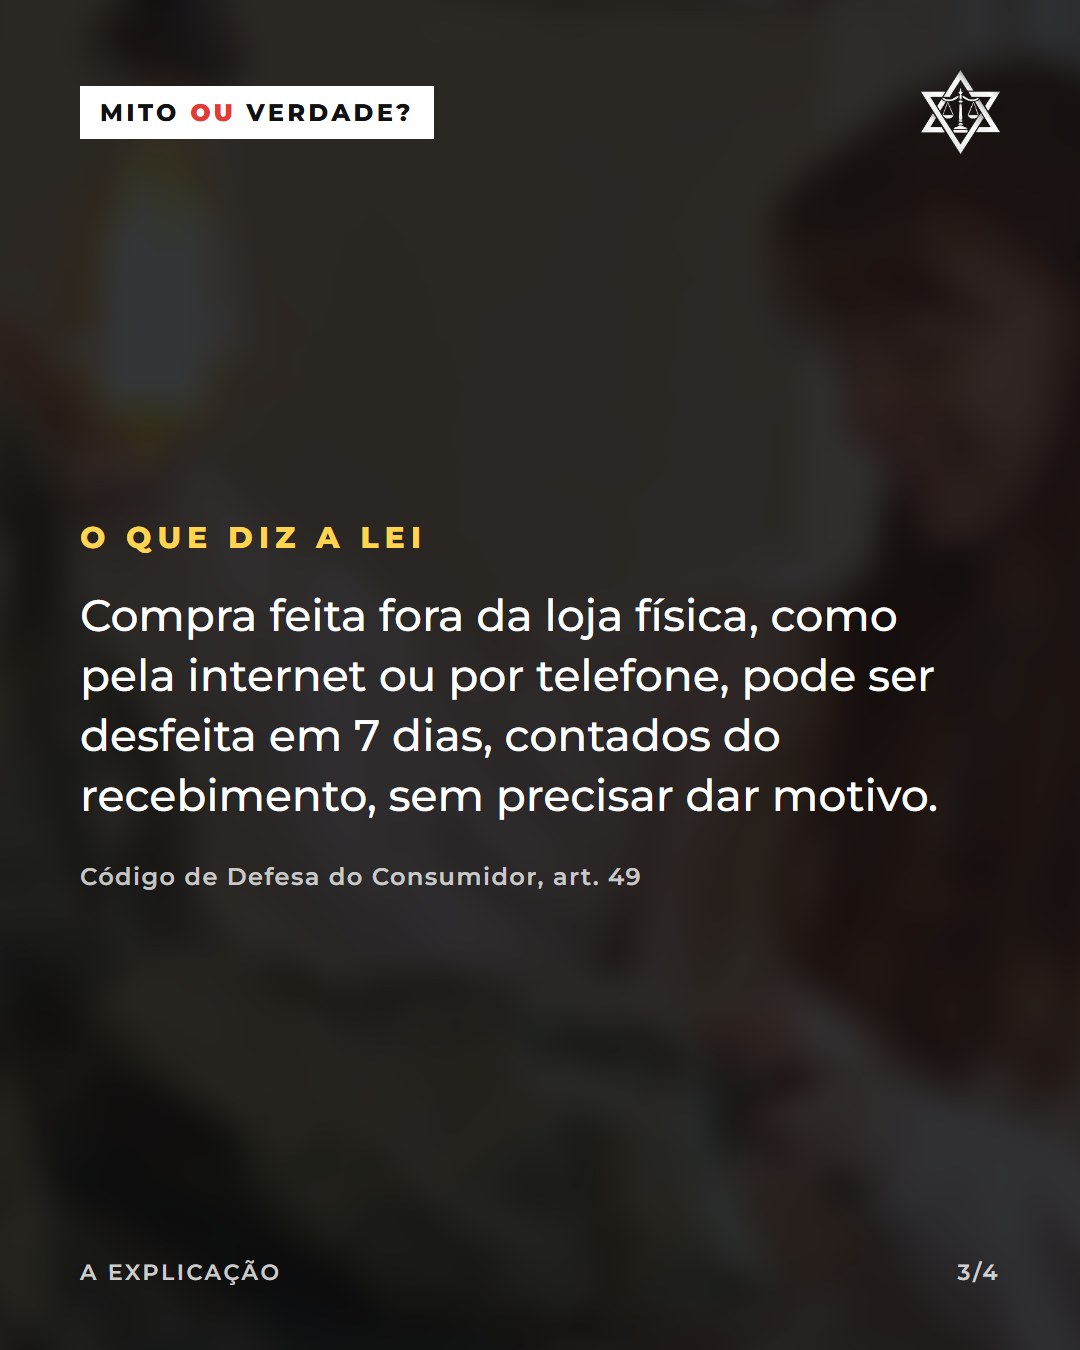 MITO OU VERDADE?
O QUE DIZ A LEI
Compra feita fora da loja física, como
pela internet ou por telefone, pode ser
desfeita em 7 dias, contados do
recebimento, sem precisar dar motivo.
Código de Defesa do Consumidor, art. 49
A EXPLICAÇÃO
3/4